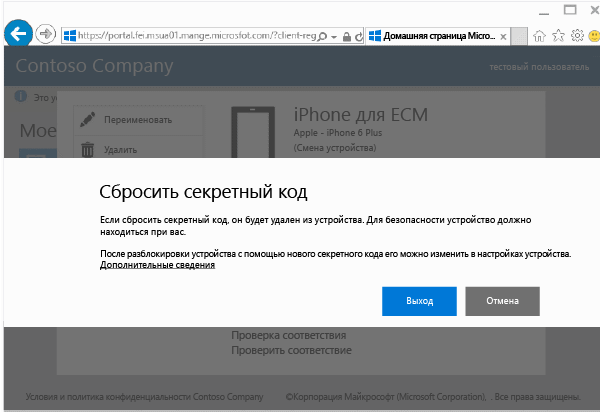 https://portal.fei.msua01.mange.microsfot.com/?client-reg
Домашняя страница Micro...
Contoso Company
тестовый пользователь
Это ус
Мое
Переименовать
Удалить
iPhone для ECM
Apple - iPhone 6 Plus
(Смена устройства)
Сбросить секретный код
Если сбросить секретный код, он будет удален из устройства. Для безопасности устройство должно
находиться при вас.
После разблокировки устройства с помощью нового секретного кода его можно изменить в настройках устройства.
Дополнительные сведения
Выход
Отмена
Проверка соответствия
Проверить соответствие
Условия и политика конфиденциальности Contoso Company
©Корпорация Майкрософт (Microsoft Corporation), . Все права защищены.